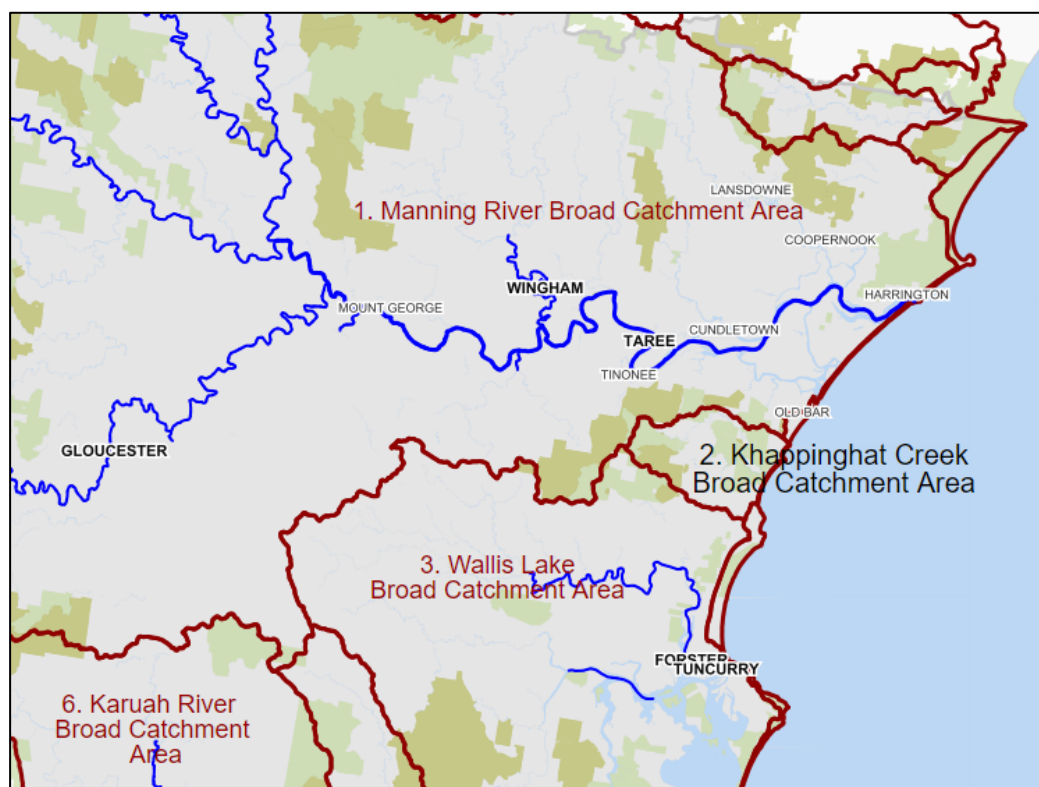 LANSDOWNE
1. Manning River Broad Catchment Area
COOPERNOOK
WINGHAM
HARRINGTON
MOUNT GEORGE
CUNDLETOWN
TAREE
TINONEE
OLD BAR
GLOUCESTER
2. Khappinghat Creek
Broad Catchment Area
3. Wallis Lake
Broad Catchment Area
FORSTER
TUNCURRY
6. Karuah River
Broad Catchment
Area